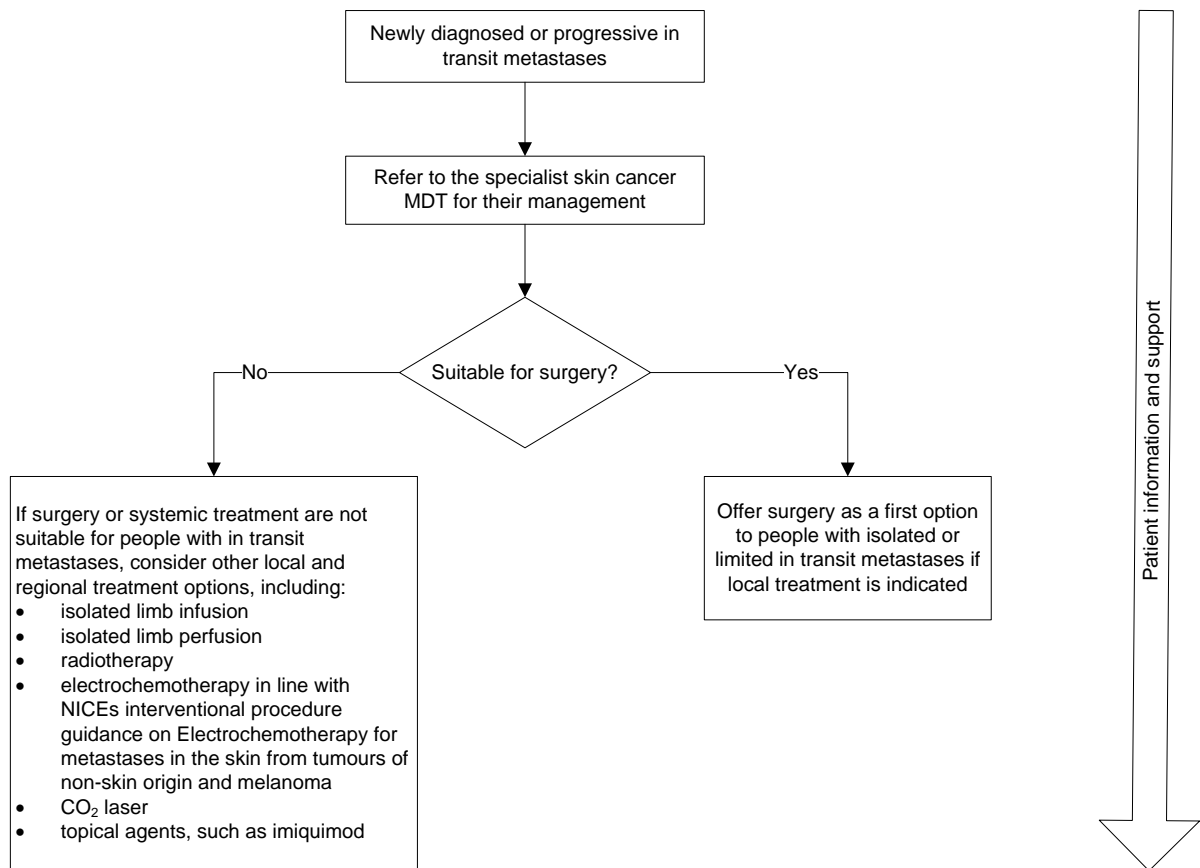 Newly diagnosed or progressive in
transit metastases
Refer to the specialist skin cancer
MDT for their management
Suitable for surgery?
No
Yes
If surgery or systemic treatment are not
suitable for people with in transit
metastases, consider other local and
regional treatment options, including:
• isolated limb infusion
• isolated limb perfusion
• radiotherapy
• electrochemotherapy in line with
NICEs interventional procedure
guidance on Electrochemotherapy for
metastases in the skin from tumours of
non-skin origin and melanoma
• CO₂ laser
• topical agents, such as imiquimod
Offer surgery as a first option
to people with isolated or
limited in transit metastases if
local treatment is indicated
Patient information and support